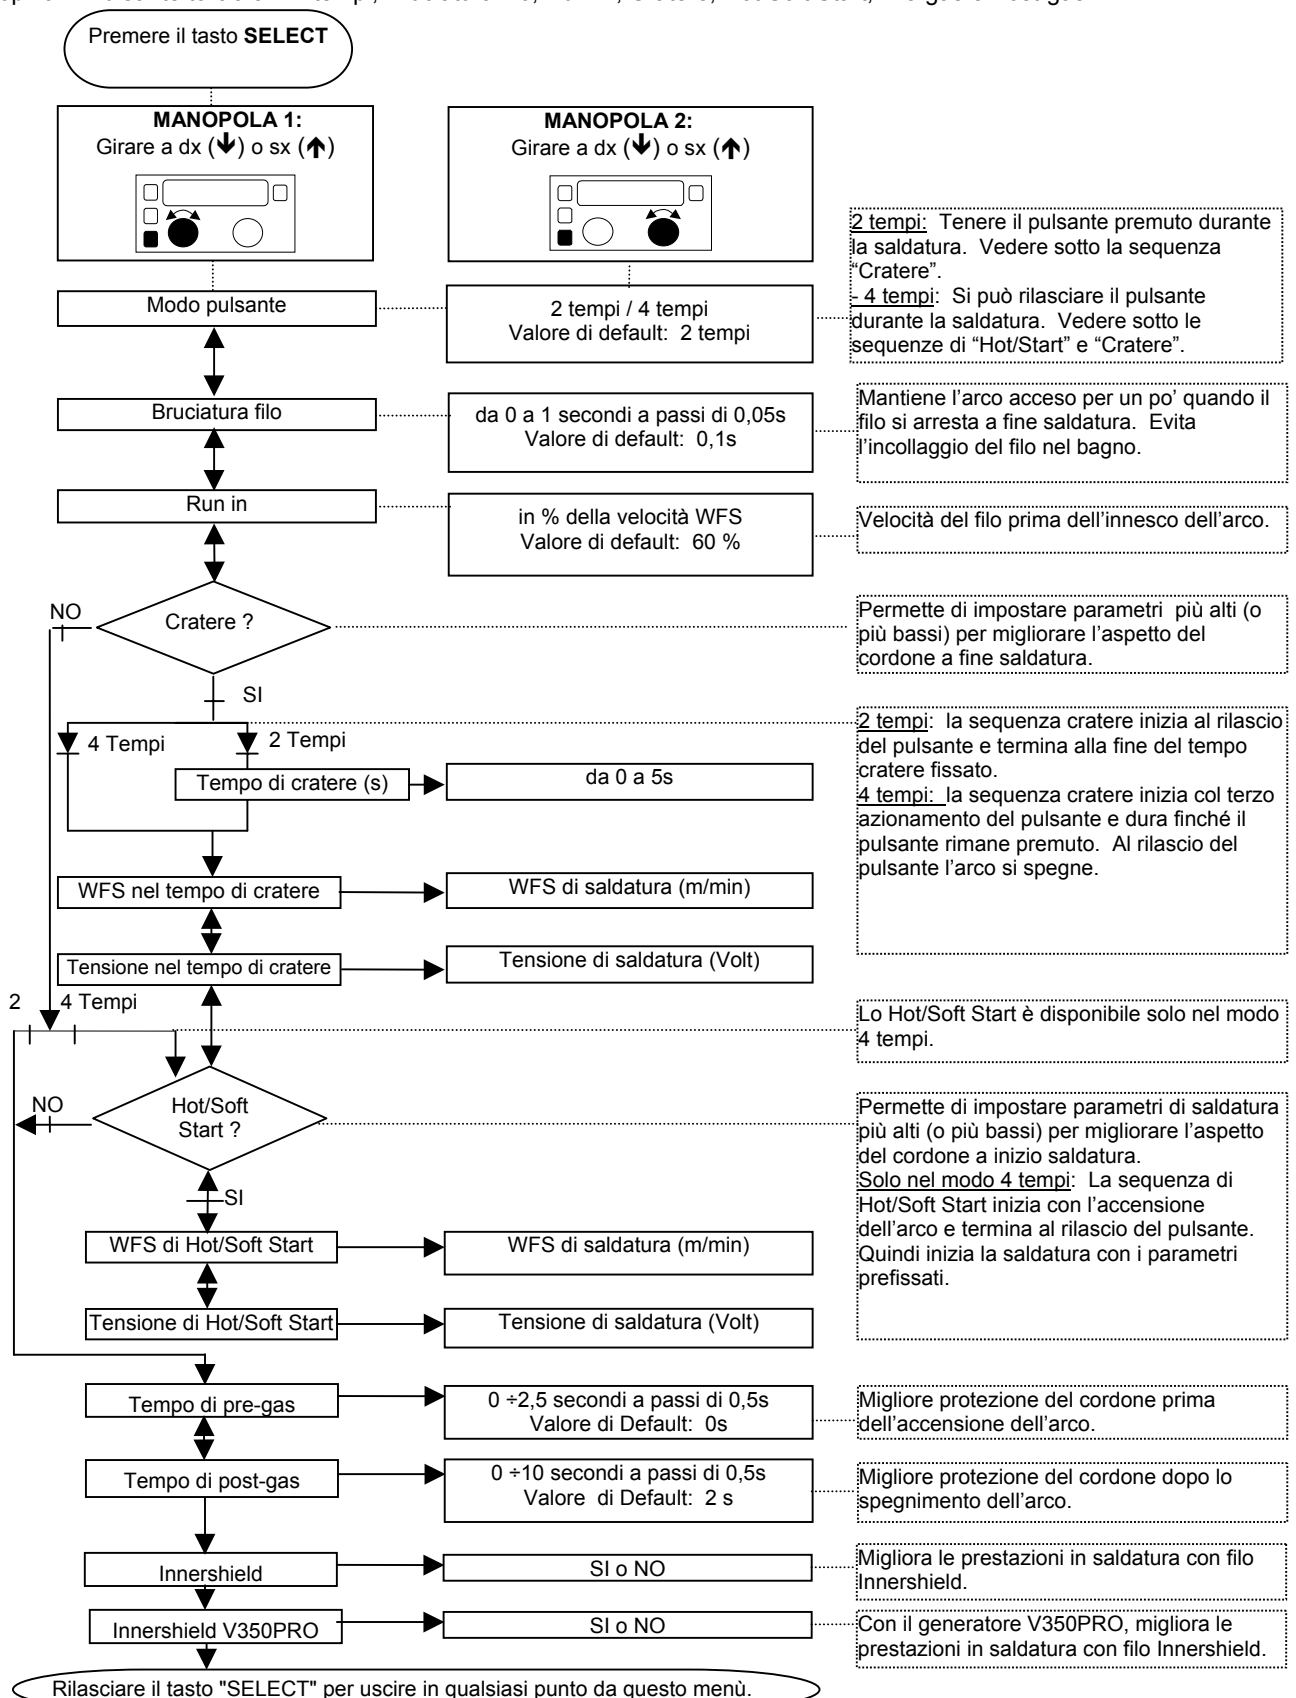 Premere il tasto SELECT
MANOPOLA 1:
Girare a dx (🡻) o sx (🡹)
MANOPOLA 2:
Girare a dx (🡻) o sx (🡹)
Modo pulsante
2 tempi / 4 tempi
Valore di default: 2 tempi
2 tempi: Tenere il pulsante premuto durante
la saldatura. Vedere sotto la sequenza
“Cratere”.
- 4 tempi: Si può rilasciare il pulsante
durante la saldatura. Vedere sotto le
sequenze di “Hot/Start” e “Cratere”.
Bruciatura filo
da 0 a 1 secondi a passi di 0,05s
Valore di default: 0,1s
Mantiene l’arco acceso per un po’ quando il
filo si arresta a fine saldatura. Evita
l’incollaggio del filo nel bagno.
Run in
in % della velocità WFS
Valore di default: 60 %
Velocità del filo prima dell’innesco dell’arco.
NO
Cratere ?
Permette di impostare parametri più alti (o
più bassi) per migliorare l’aspetto del
cordone a fine saldatura.
SI
4 Tempi
2 Tempi
Tempo di cratere (s)
da 0 a 5s
2 tempi: la sequenza cratere inizia al rilascio
del pulsante e termina alla fine del tempo
cratere fissato.
4 tempi: la sequenza cratere inizia col terzo
azionamento del pulsante e dura finché il
pulsante rimane premuto. Al rilascio del
pulsante l’arco si spegne.
WFS nel tempo di cratere
WFS di saldatura (m/min)
Tensione nel tempo di cratere
Tensione di saldatura (Volt)
2 4 Tempi
Lo Hot/Soft Start è disponibile solo nel modo
4 tempi.
NO
Hot/Soft
Start ?
Permette di impostare parametri di saldatura
più alti (o più bassi) per migliorare l’aspetto
del cordone a inizio saldatura.
Solo nel modo 4 tempi: La sequenza di
Hot/Soft Start inizia con l’accensione
dell’arco e termina al rilascio del pulsante.
Quindi inizia la saldatura con i parametri
prefissati.
SI
WFS di Hot/Soft Start
WFS di saldatura (m/min)
Tensione di Hot/Soft Start
Tensione di saldatura (Volt)
Tempo di pre-gas
0 ÷2,5 secondi a passi di 0,5s
Valore di Default: 0s
Migliore protezione del cordone prima
dell’accensione dell’arco.
Tempo di post-gas
0 ÷10 secondi a passi di 0,5s
Valore di Default: 2 s
Migliore protezione del cordone dopo lo
spegnimento dell’arco.
Innershield
SI o NO
Migliora le prestazioni in saldatura con filo
Innershield.
Innershield V350PRO
SI o NO
Con il generatore V350PRO, migliora le
prestazioni in saldatura con filo Innershield.
Rilasciare il tasto "SELECT" per uscire in qualsiasi punto da questo menù.